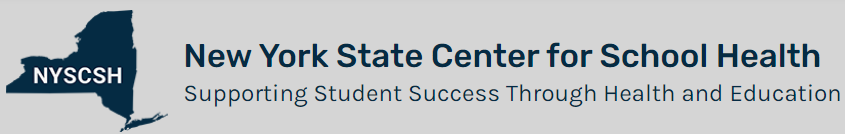 NYSCSH
New York State Center for School Health
Supporting Student Success Through Health and Education